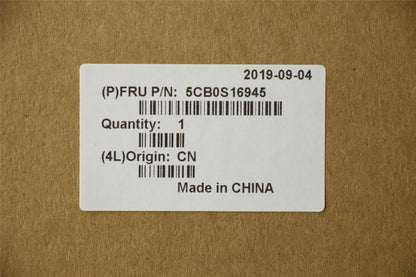 2019-09-04
(P)FRU P/N: 5CB0S16945
Quantity: 1
(4L)Origin: CN
Made in CHINA